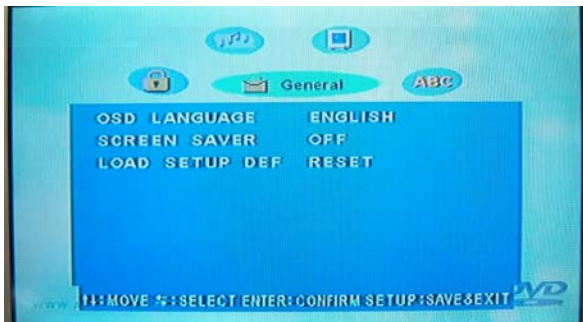 General
ABC
OSD LANGUAGE ENGLISH
SCREEN SAVER OFF
LOAD SETUP DEF RESET
↑↓:MOVE ⇆:SELECT ENTER:CONFIRM SETUP:SAVE&EXIT
www.
DVD